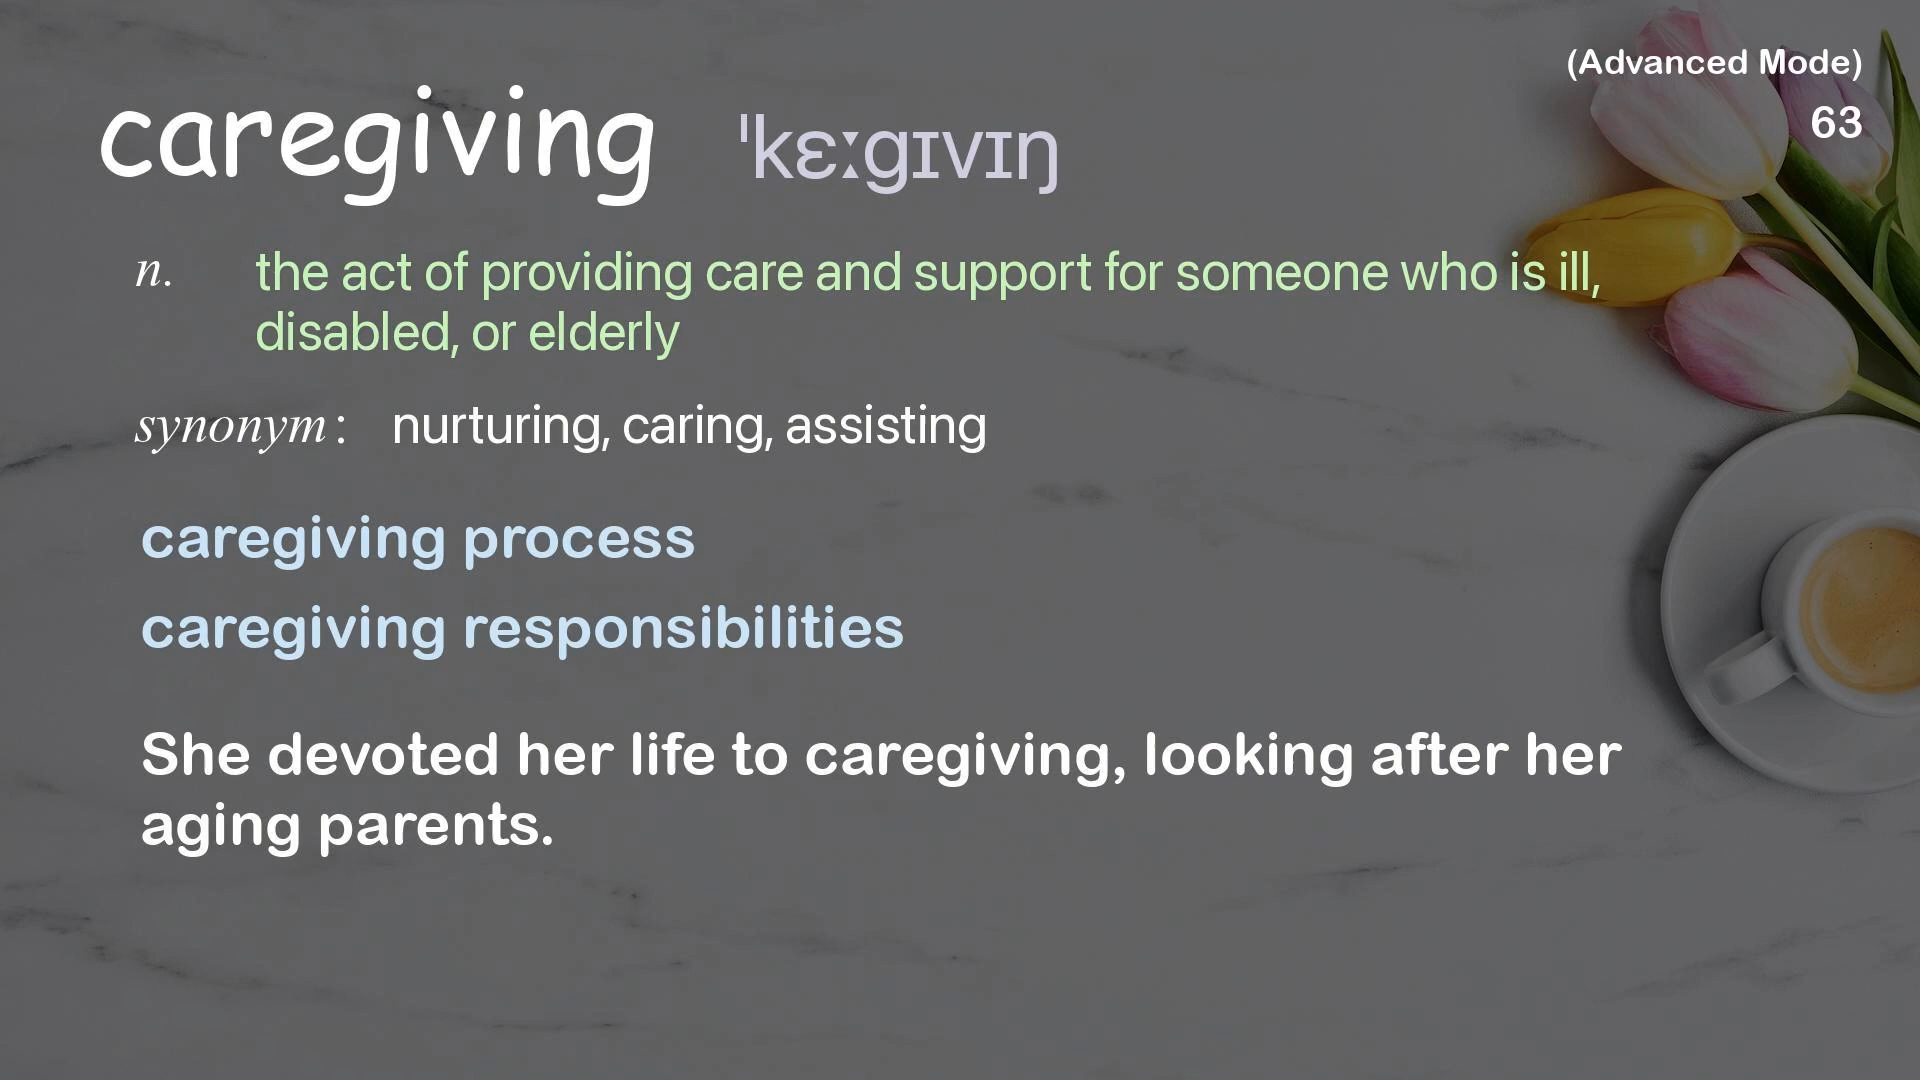 (Advanced Mode)
63
caregiving ˈkɛːgɪvɪŋ
n. the act of providing care and support for someone who is ill,
disabled, or elderly
synonym : nurturing, caring, assisting
caregiving process
caregiving responsibilities
She devoted her life to caregiving, looking after her
aging parents.